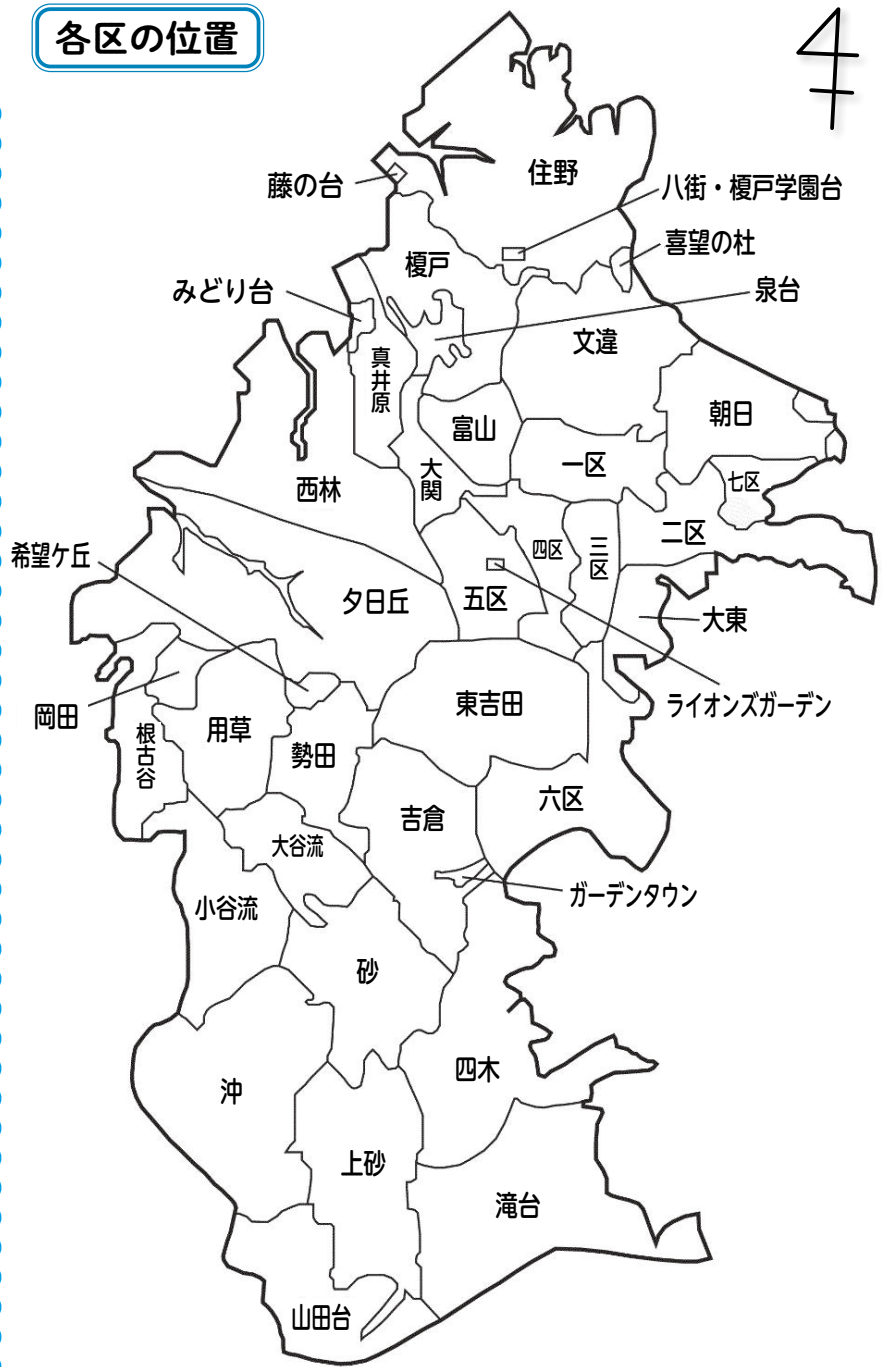 各区の位置
住野
藤の台
八街・榎戸学園台
喜望の杜
榎戸
みどり台
泉台
文違
真井原
朝日
富山
一区
大関
七区
西林
二区
四区
三区
希望ケ丘
五区
夕日丘
大東
ライオンズガーデン
東吉田
岡田
用草
根古谷
勢田
六区
吉倉
大谷流
ガーデンタウン
小谷流
砂
四木
沖
上砂
滝台
山田台